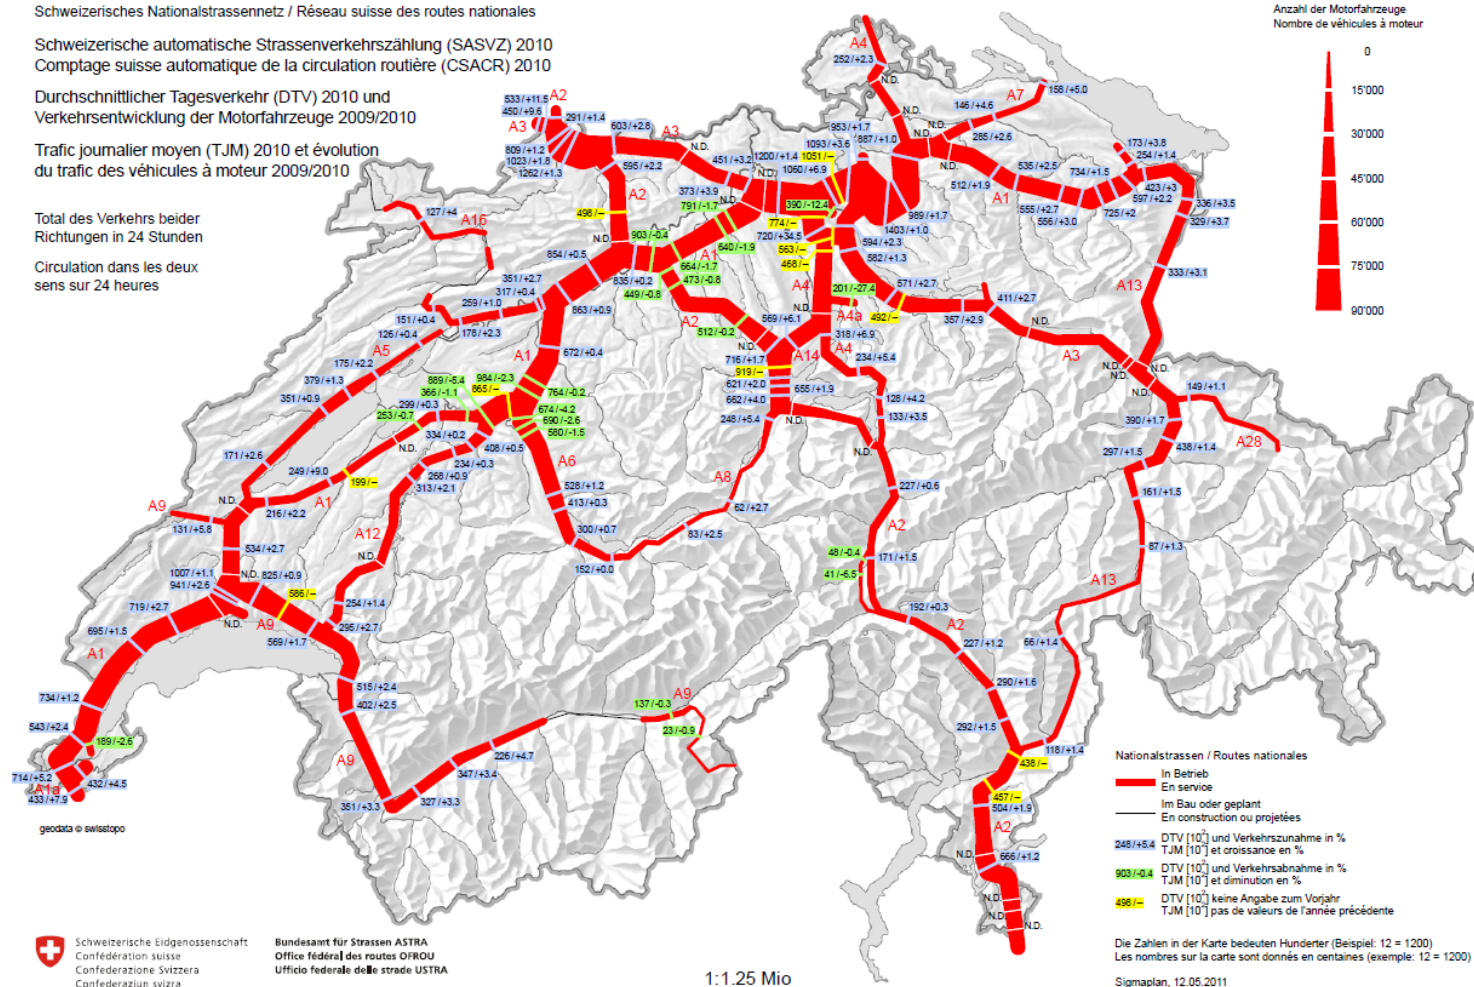 Schweizerisches Nationalstrassennetz / Réseau suisse des routes nationales
Schweizerische automatische Strassenverkehrszählung (SASVZ) 2010
Comptage suisse automatique de la circulation routière (CSACR) 2010
Durchschnittlicher Tagesverkehr (DTV) 2010 und
Verkehrsentwicklung der Motorfahrzeuge 2009/2010
Trafic journalier moyen (TJM) 2010 et évolution
du trafic des véhicules à moteur 2009/2010
Total des Verkehrs beider
Richtungen in 24 Stunden
Circulation dans les deux
sens sur 24 heures
Anzahl der Motorfahrzeuge
Nombre de véhicules à moteur
0
15'000
30'000
45'000
60'000
75'000
90'000
A4
252/+2.3
N.D.
N.D.
N.D.
N.D.
146/+4.6
A7
158/+5.0
285/+2.6
533/+11.5
450/+9.6
A2
A3
291/+1.4
603/+2.8
A3
N.D.
809/+1.2
1023/+1.8
1262/+1.3
595/+2.2
451/+3.2
1200/+1.4
1051/–
1060/+6.9
1093/+3.6
953/+1.7
887/+1.0
373/+3.9
N.D.
791/-1.7
390/-12.4
774/–
720/+34.5
563/–
468/–
640/-1.9
989/+1.7
1403/+1.0
594/+2.3
582/+1.3
512/+1.9
535/+2.5
A1
555/+2.7
556/+3.0
734/+1.5
725/+2
173/+3.8
254/+1.4
423/+3
597/+2.2
336/+3.5
329/+3.7
333/+3.1
A13
127/+4
A16
A2
498/–
N.D.
903/-0.4
A1
664/-1.7
473/-0.8
835/+0.2
449/-0.8
854/+0.5
863/+0.9
351/+2.7
317/+0.4
259/+1.0
151/+0.4
126/+0.4
178/+2.3
A5
175/+2.2
379/+1.3
351/+0.9
171/+2.6
A1
672/+0.4
A2
512/-0.2
N.D.
569/+6.1
A4
201/-27.4
A4a
318/+6.9
A4
A14
234/+5.4
571/+2.7
492/–
357/+2.9
411/+2.7
N.D.
A3
N.D.
N.D.
N.D.
716/+1.7
919/–
621/+2.0
662/+4.0
655/+1.9
248/+5.4
N.D.
128/+4.2
133/+3.5
N.D.
149/+1.1
A28
390/+1.7
438/+1.4
297/+1.5
161/+1.5
87/+1.3
A13
889/-5.4
366/-1.1
984/-2.3
865/–
764/-0.2
674/-4.2
690/-2.6
580/-1.5
299/+0.3
253/-0.7
334/+0.2
N.D.
408/+0.5
234/+0.3
268/+0.9
313/+2.1
249/+9.0
199/–
A1
216/+2.2
N.D.
A9
131/+5.8
534/+2.7
A12
N.D.
A6
528/+1.2
413/+0.3
300/+0.7
152/+0.0
83/+2.5
A8
62/+2.7
227/+0.6
A2
48/-0.4
41/-6.5
171/+1.5
192/+0.3
A2
227/+1.2
290/+1.6
292/+1.5
66/+1.4
118/+1.4
438/–
457/–
504/+1.9
A2
N.D.
666/+1.2
N.D.
N.D.
N.D.
N.D.
1007/+1.1
941/+2.6
825/+0.9
586/–
N.D.
A9
569/+1.7
254/+1.4
295/+2.7
719/+2.7
695/+1.5
A1
734/+1.2
543/+2.4
189/-2.6
714/+5.2
A1a
433/+7.9
432/+4.5
515/+2.4
402/+2.5
A9
351/+3.3
327/+3.3
347/+3.4
226/+4.7
137/-0.3
A9
23/-0.9
geodata © swisstopo
Nationalstrassen / Routes nationales
In Betrieb
En service
Im Bau oder geplant
En construction ou projetées
248/+5.4
DTV [10²] und Verkehrszunahme in %
TJM [10²] et croissance en %
903/-0.4
DTV [10²] und Verkehrsabnahme in %
TJM [10²] et diminution en %
498/–
DTV [10²] keine Angabe zum Vorjahr
TJM [10²] pas de valeurs de l'année précédente
Die Zahlen in der Karte bedeuten Hunderter (Beispiel: 12 = 1200)
Les nombres sur la carte sont donnés en centaines (exemple: 12 = 1200)
Sigmaplan, 12.05.2011
Schweizerische Eidgenossenschaft
Confédération suisse
Confederazione Svizzera
Confederaziun svizra
Bundesamt für Strassen ASTRA
Office fédéral des routes OFROU
Ufficio federale delle strade USTRA
1:1.25 Mio